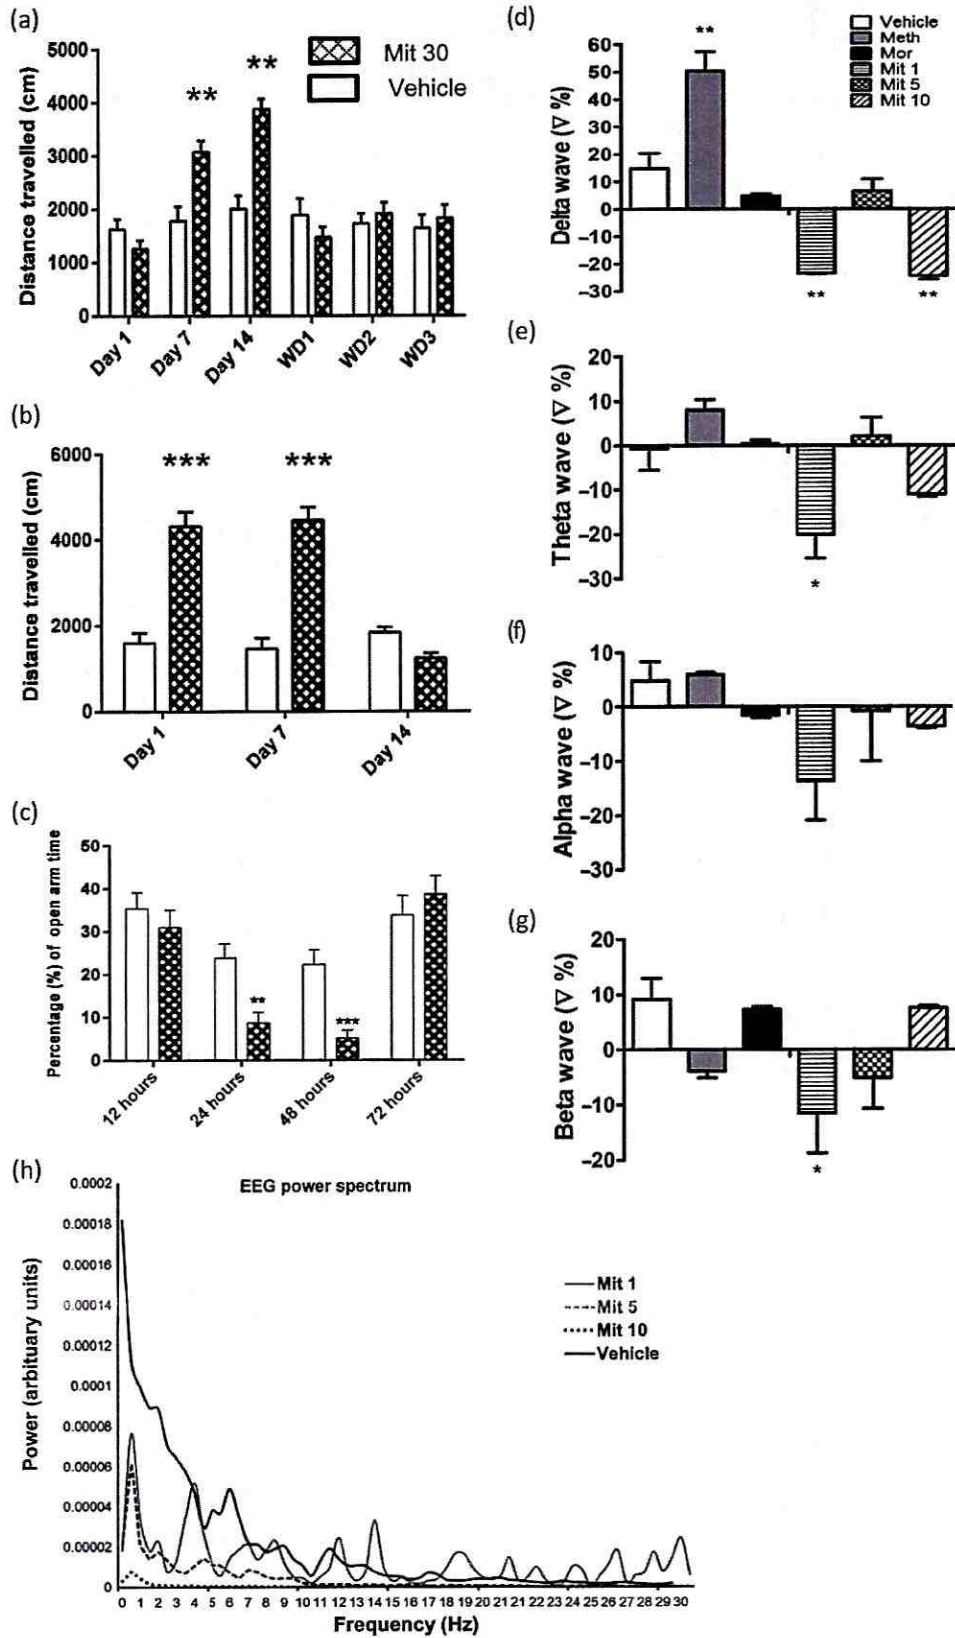 (a)
Distance travelled (cm)
5000
4000
3000
2000
1000
0
** **
Mit 30
Vehicle
Day 1 Day 7 Day 14 WD1 WD2 WD3
(b)
Distance travelled (cm)
6000
4000
2000
0
*** ***
Day 1 Day 7 Day 14
(c)
Percentage (%) of open arm time
50
40
30
20
10
0
** ***
12 hours 24 hours 48 hours 72 hours
(d)
Delta wave (∇ %)
60
50
40
30
20
10
0
−10
−20
−30
**
** **
Vehicle
Meth
Mor
Mit 1
Mit 5
Mit 10
(e)
Theta wave (∇ %)
20
10
0
−10
−20
−30
*
(f)
Alpha wave (∇ %)
10
0
−10
−20
−30
(g)
Beta wave (∇ %)
20
10
0
−10
−20
*
(h)
EEG power spectrum
Power (arbituary units)
0.0002
0.00018
0.00016
0.00014
0.00012
0.0001
0.00008
0.00006
0.00004
0.00002
0
Mit 1
Mit 5
Mit 10
Vehicle
0 1 2 3 4 5 6 7 8 9 10 11 12 13 14 15 16 17 18 19 20 21 21 22 23 24 25 26 27 28 29 30
Frequency (Hz)